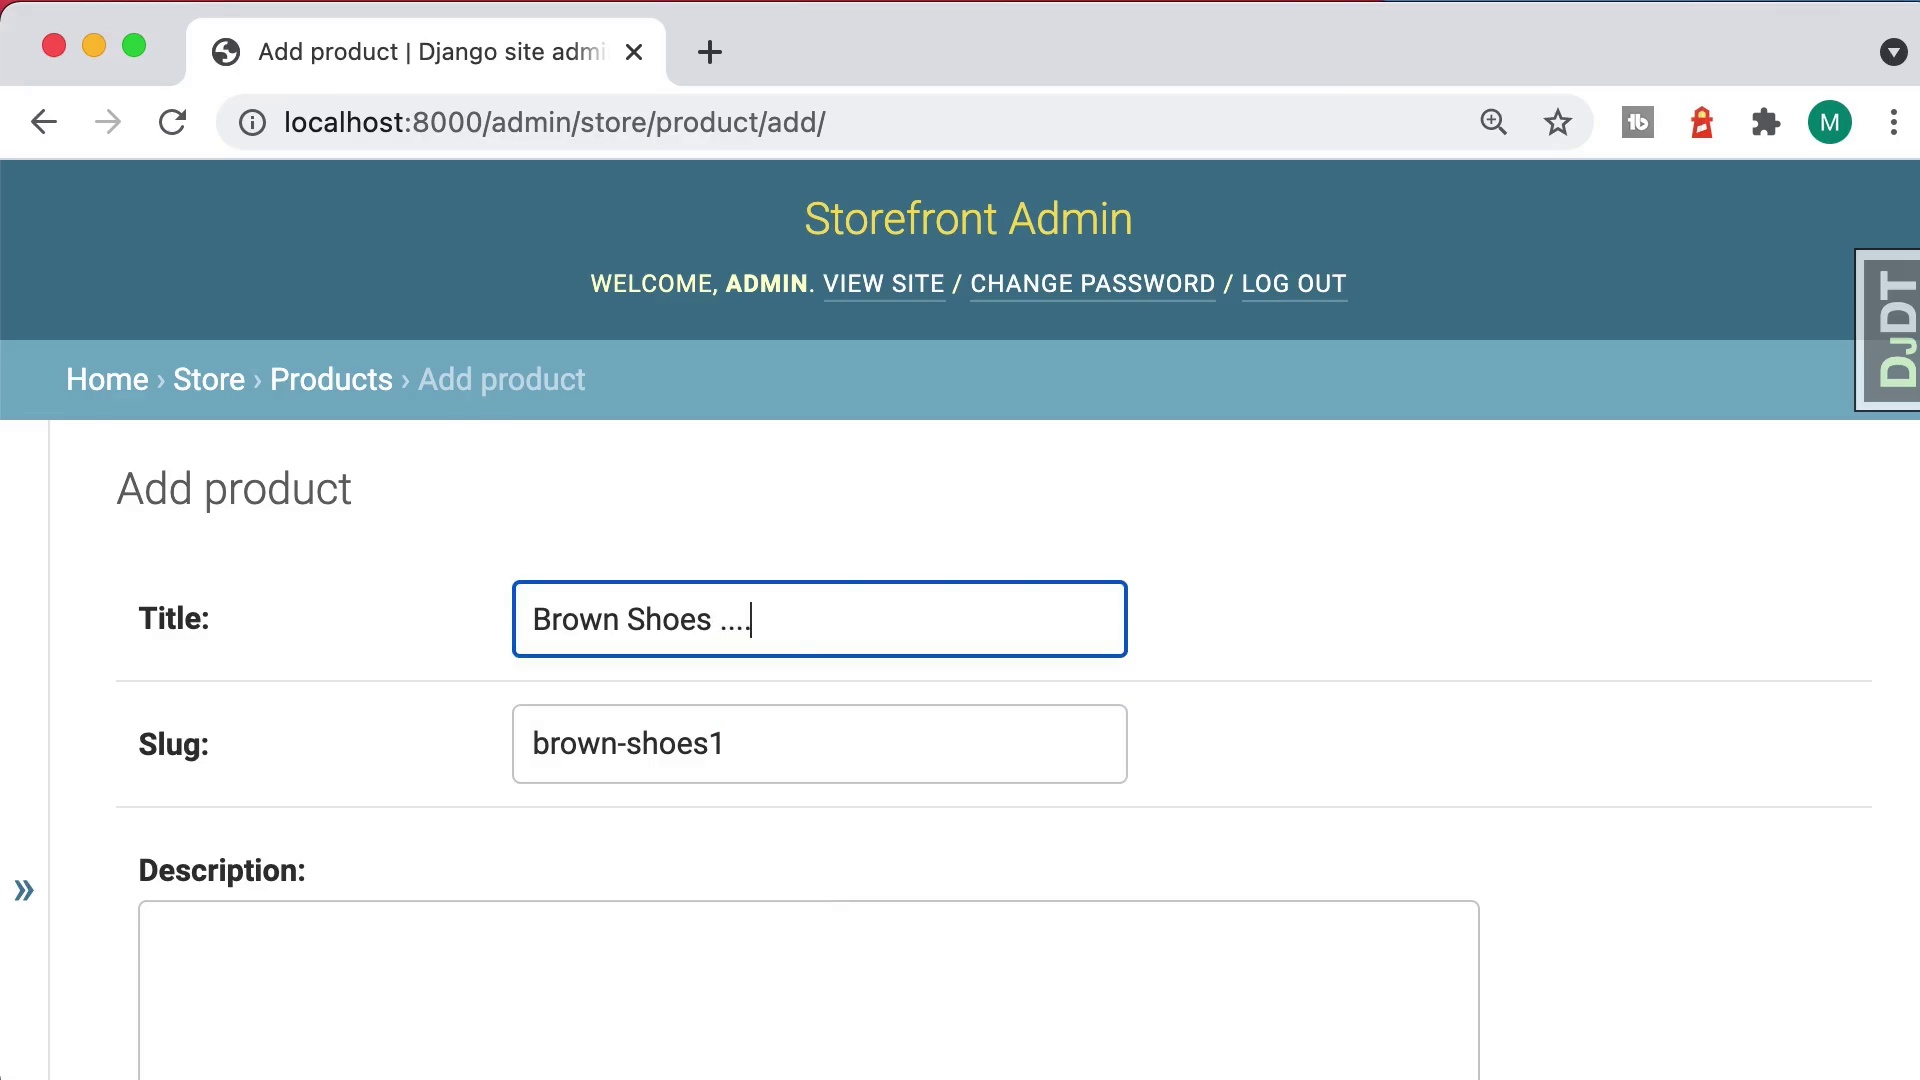 Add product | Django site admi
localhost:8000/admin/store/product/add/
M
Storefront Admin
WELCOME, ADMIN. VIEW SITE / CHANGE PASSWORD / LOG OUT
DJDT
Home › Store › Products › Add product
Add product
Title:
Brown Shoes ....
Slug:
brown-shoes1
Description:
»